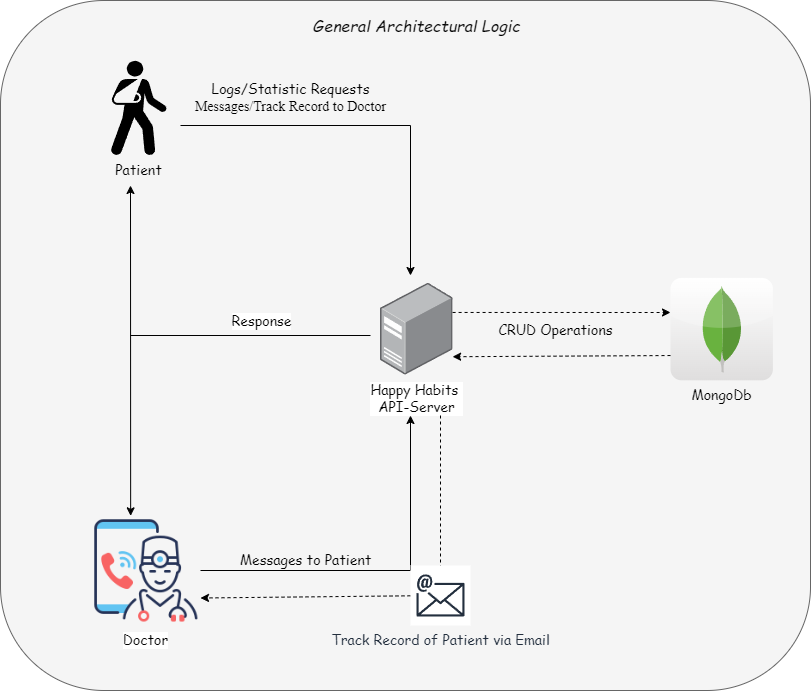 General Architectural Logic
Logs/Statistic Requests
Messages/Track Record to Doctor
Patient
Response
CRUD Operations
Happy Habits
API-Server
MongoDb
Messages to Patient
@
Doctor
Track Record of Patient via Email